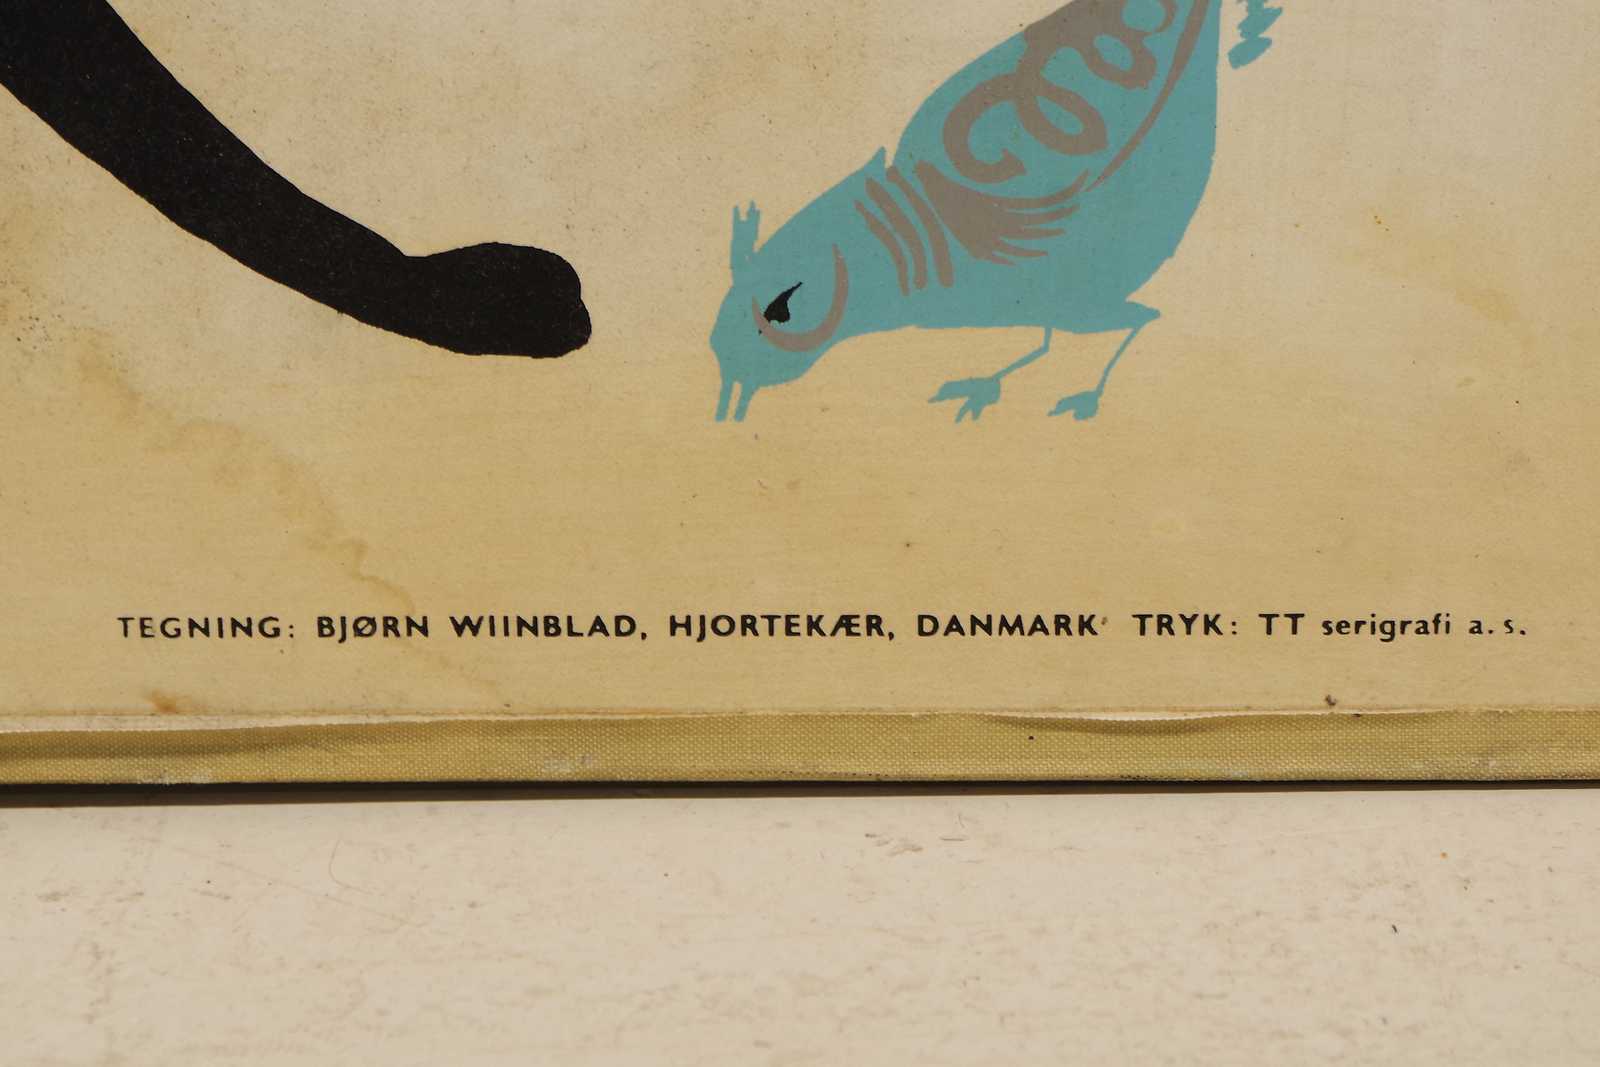 TEGNING: BJØRN WIINBLAD, HJORTEKÆR, DANMARK TRYK: TT serigrafi a. s.